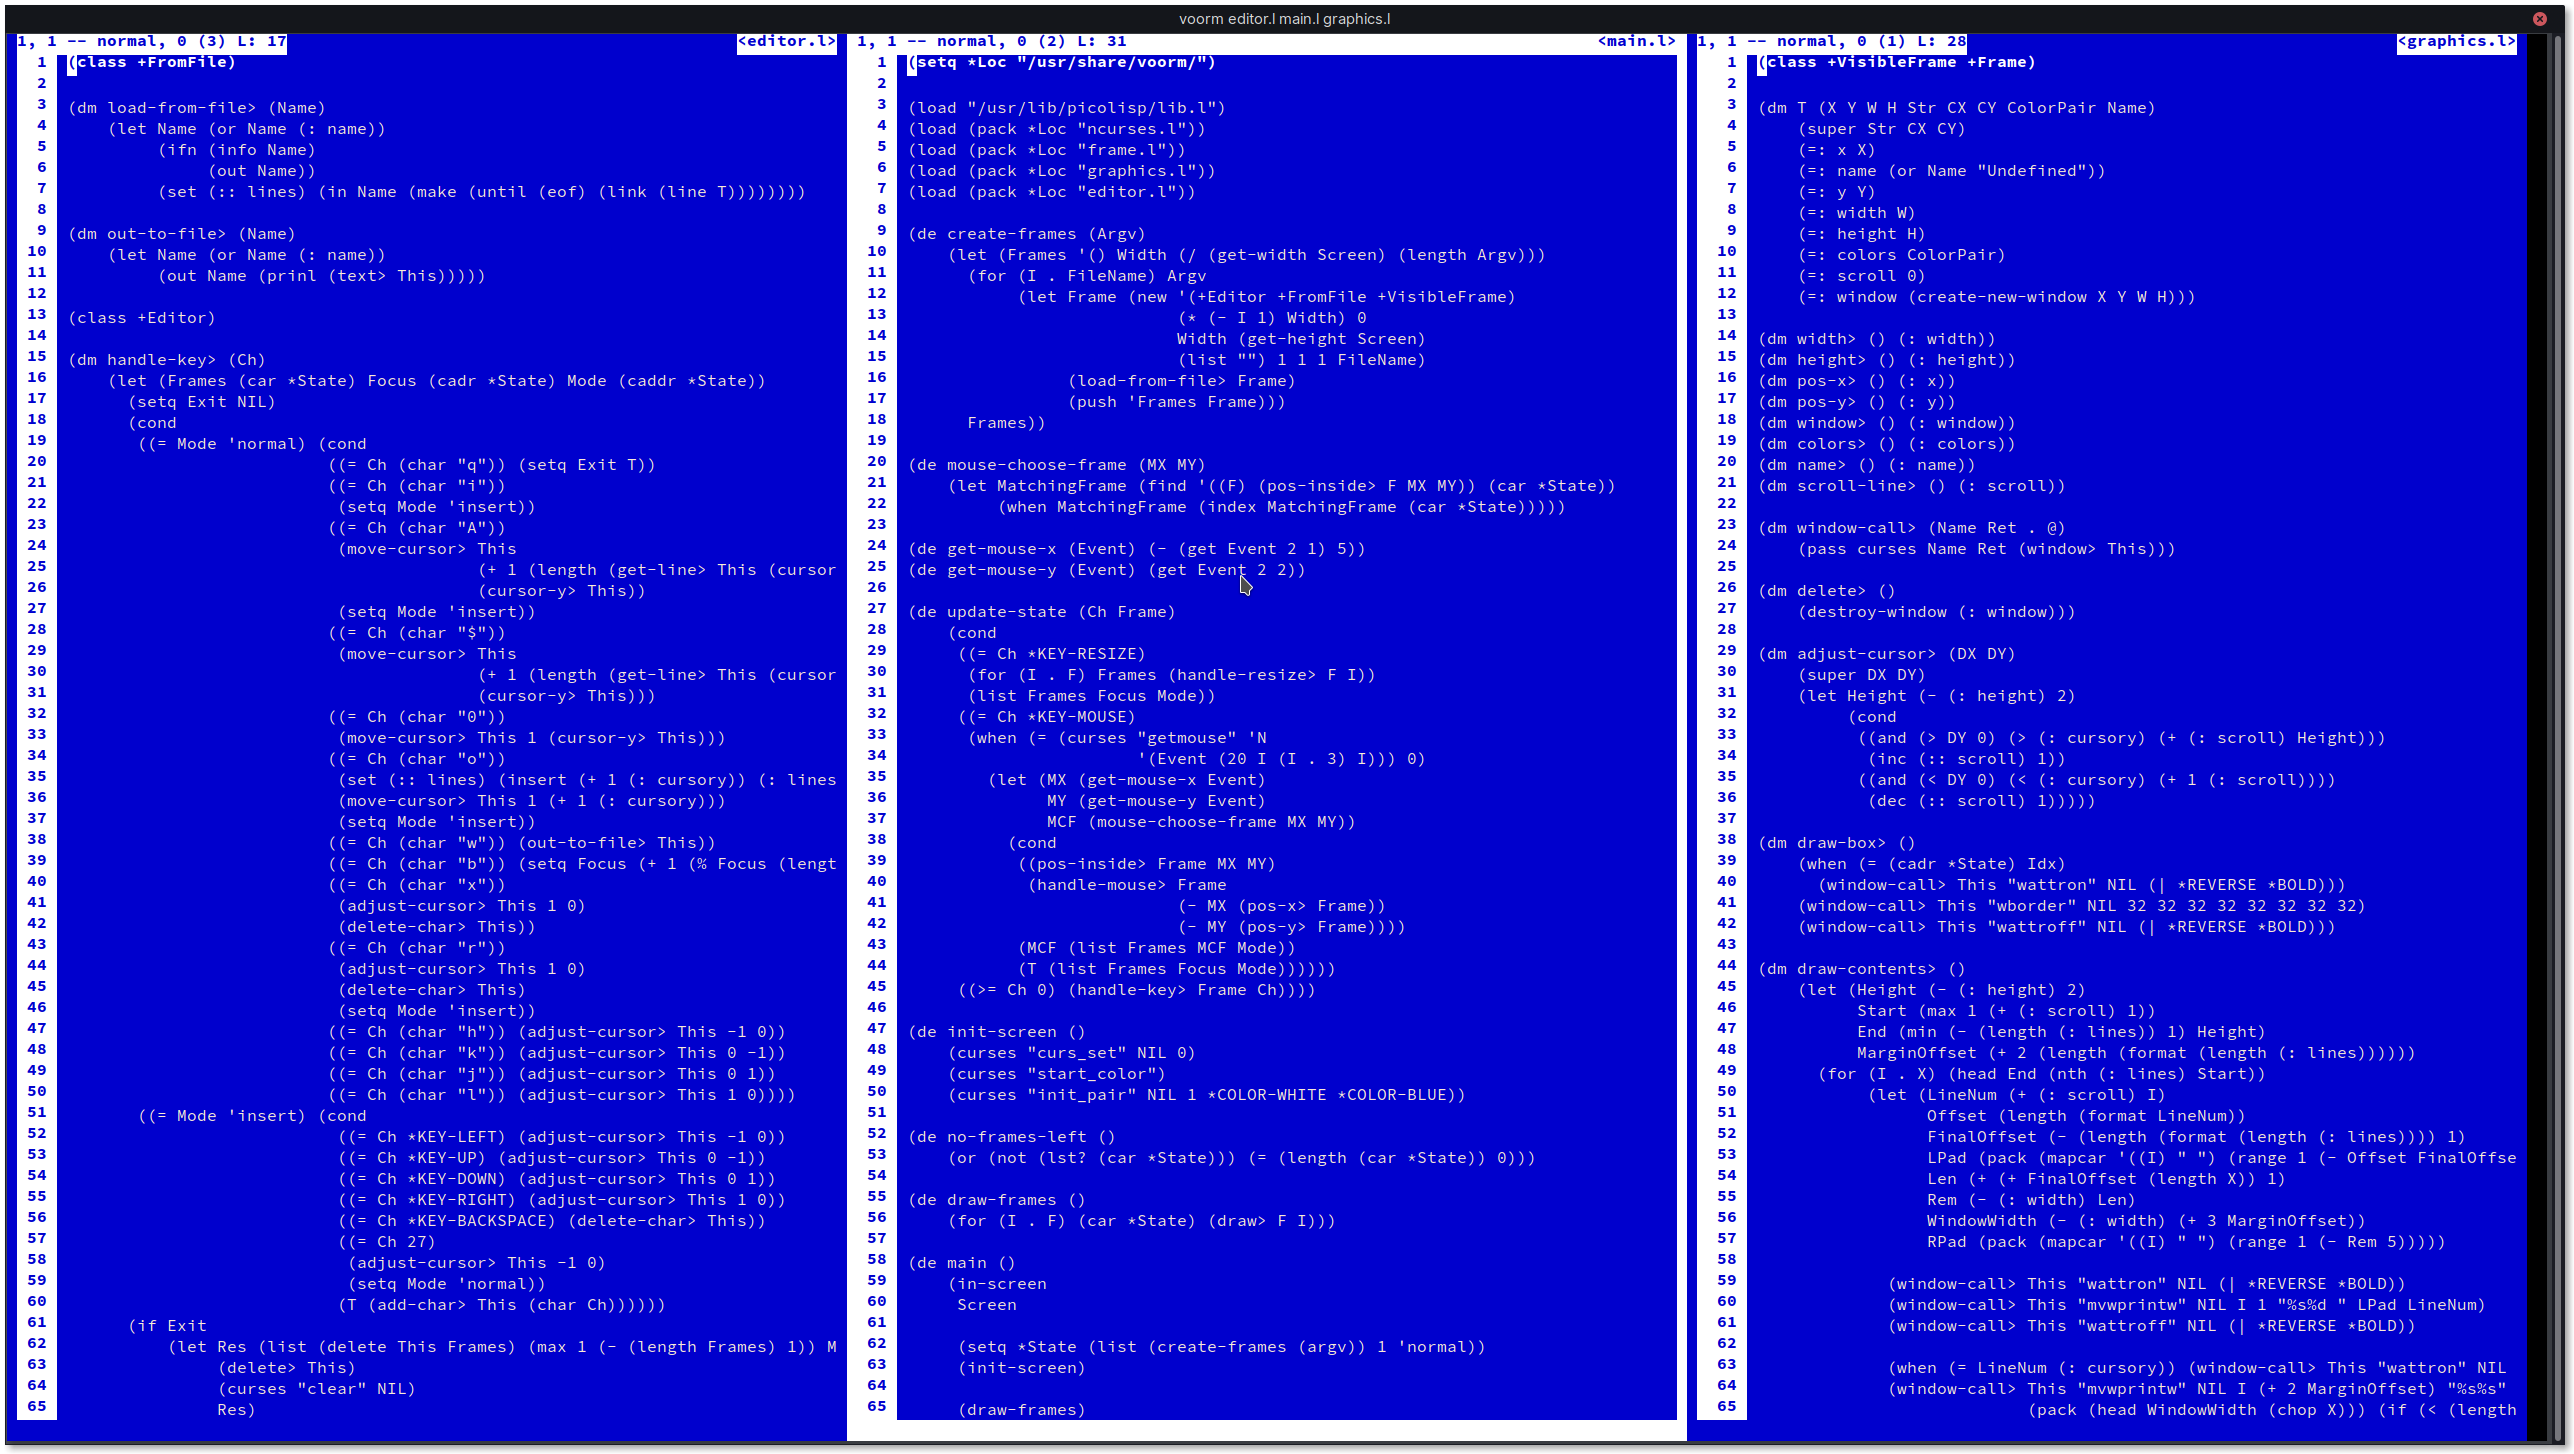 voorm editor.l main.l graphics.l
1, 1 -- normal, 0 (3) L: 17 <editor.l>
1 (class +FromFile)
2
3 (dm load-from-file> (Name)
4 (let Name (or Name (: name))
5 (ifn (info Name)
6 (out Name))
7 (set (:: lines) (in Name (make (until (eof) (link (line T))))))))
8
9 (dm out-to-file> (Name)
10 (let Name (or Name (: name))
11 (out Name (prinl (text> This)))))
12
13 (class +Editor)
14
15 (dm handle-key> (Ch)
16 (let (Frames (car *State) Focus (cadr *State) Mode (caddr *State))
17 (setq Exit NIL)
18 (cond
19 ((= Mode 'normal) (cond
20 ((= Ch (char "q")) (setq Exit T))
21 ((= Ch (char "i"))
22 (setq Mode 'insert))
23 ((= Ch (char "A"))
24 (move-cursor> This
25 (+ 1 (length (get-line> This (cursor
26 (cursor-y> This))
27 (setq Mode 'insert))
28 ((= Ch (char "$"))
29 (move-cursor> This
30 (+ 1 (length (get-line> This (cursor
31 (cursor-y> This)))
32 ((= Ch (char "0"))
33 (move-cursor> This 1 (cursor-y> This)))
34 ((= Ch (char "o"))
35 (set (:: lines) (insert (+ 1 (: cursory)) (: lines
36 (move-cursor> This 1 (+ 1 (: cursory)))
37 (setq Mode 'insert))
38 ((= Ch (char "w")) (out-to-file> This))
39 ((= Ch (char "b")) (setq Focus (+ 1 (% Focus (lengt
40 ((= Ch (char "x"))
41 (adjust-cursor> This 1 0)
42 (delete-char> This))
43 ((= Ch (char "r"))
44 (adjust-cursor> This 1 0)
45 (delete-char> This)
46 (setq Mode 'insert))
47 ((= Ch (char "h")) (adjust-cursor> This -1 0))
48 ((= Ch (char "k")) (adjust-cursor> This 0 -1))
49 ((= Ch (char "j")) (adjust-cursor> This 0 1))
50 ((= Ch (char "l")) (adjust-cursor> This 1 0))))
51 ((= Mode 'insert) (cond
52 ((= Ch *KEY-LEFT) (adjust-cursor> This -1 0))
53 ((= Ch *KEY-UP) (adjust-cursor> This 0 -1))
54 ((= Ch *KEY-DOWN) (adjust-cursor> This 0 1))
55 ((= Ch *KEY-RIGHT) (adjust-cursor> This 1 0))
56 ((= Ch *KEY-BACKSPACE) (delete-char> This))
57 ((= Ch 27)
58 (adjust-cursor> This -1 0)
59 (setq Mode 'normal))
60 (T (add-char> This (char Ch))))))
61 (if Exit
62 (let Res (list (delete This Frames) (max 1 (- (length Frames) 1)) M
63 (delete> This)
64 (curses "clear" NIL)
65 Res)
1, 1 -- normal, 0 (2) L: 31 <main.l>
1 (setq *Loc "/usr/share/voorm/")
2
3 (load "/usr/lib/picolisp/lib.l")
4 (load (pack *Loc "ncurses.l"))
5 (load (pack *Loc "frame.l"))
6 (load (pack *Loc "graphics.l"))
7 (load (pack *Loc "editor.l"))
8
9 (de create-frames (Argv)
10 (let (Frames '() Width (/ (get-width Screen) (length Argv)))
11 (for (I . FileName) Argv
12 (let Frame (new '(+Editor +FromFile +VisibleFrame)
13 (* (- I 1) Width) 0
14 Width (get-height Screen)
15 (list "") 1 1 1 FileName)
16 (load-from-file> Frame)
17 (push 'Frames Frame)))
18 Frames))
19
20 (de mouse-choose-frame (MX MY)
21 (let MatchingFrame (find '((F) (pos-inside> F MX MY)) (car *State))
22 (when MatchingFrame (index MatchingFrame (car *State)))))
23
24 (de get-mouse-x (Event) (- (get Event 2 1) 5))
25 (de get-mouse-y (Event) (get Event 2 2))
26
27 (de update-state (Ch Frame)
28 (cond
29 ((= Ch *KEY-RESIZE)
30 (for (I . F) Frames (handle-resize> F I))
31 (list Frames Focus Mode))
32 ((= Ch *KEY-MOUSE)
33 (when (= (curses "getmouse" 'N
34 '(Event (20 I (I . 3) I))) 0)
35 (let (MX (get-mouse-x Event)
36 MY (get-mouse-y Event)
37 MCF (mouse-choose-frame MX MY))
38 (cond
39 ((pos-inside> Frame MX MY)
40 (handle-mouse> Frame
41 (- MX (pos-x> Frame))
42 (- MY (pos-y> Frame))))
43 (MCF (list Frames MCF Mode))
44 (T (list Frames Focus Mode))))))
45 ((>= Ch 0) (handle-key> Frame Ch))))
46
47 (de init-screen ()
48 (curses "curs_set" NIL 0)
49 (curses "start_color")
50 (curses "init_pair" NIL 1 *COLOR-WHITE *COLOR-BLUE))
51
52 (de no-frames-left ()
53 (or (not (lst? (car *State))) (= (length (car *State)) 0)))
54
55 (de draw-frames ()
56 (for (I . F) (car *State) (draw> F I)))
57
58 (de main ()
59 (in-screen
60 Screen
61
62 (setq *State (list (create-frames (argv)) 1 'normal))
63 (init-screen)
64
65 (draw-frames)
1, 1 -- normal, 0 (1) L: 28 <graphics.l>
1 (class +VisibleFrame +Frame)
2
3 (dm T (X Y W H Str CX CY ColorPair Name)
4 (super Str CX CY)
5 (=: x X)
6 (=: name (or Name "Undefined"))
7 (=: y Y)
8 (=: width W)
9 (=: height H)
10 (=: colors ColorPair)
11 (=: scroll 0)
12 (=: window (create-new-window X Y W H)))
13
14 (dm width> () (: width))
15 (dm height> () (: height))
16 (dm pos-x> () (: x))
17 (dm pos-y> () (: y))
18 (dm window> () (: window))
19 (dm colors> () (: colors))
20 (dm name> () (: name))
21 (dm scroll-line> () (: scroll))
22
23 (dm window-call> (Name Ret . @)
24 (pass curses Name Ret (window> This)))
25
26 (dm delete> ()
27 (destroy-window (: window)))
28
29 (dm adjust-cursor> (DX DY)
30 (super DX DY)
31 (let Height (- (: height) 2)
32 (cond
33 ((and (> DY 0) (> (: cursory) (+ (: scroll) Height)))
34 (inc (:: scroll) 1))
35 ((and (< DY 0) (< (: cursory) (+ 1 (: scroll))))
36 (dec (:: scroll) 1)))))
37
38 (dm draw-box> ()
39 (when (= (cadr *State) Idx)
40 (window-call> This "wattron" NIL (| *REVERSE *BOLD)))
41 (window-call> This "wborder" NIL 32 32 32 32 32 32 32 32)
42 (window-call> This "wattroff" NIL (| *REVERSE *BOLD)))
43
44 (dm draw-contents> ()
45 (let (Height (- (: height) 2)
46 Start (max 1 (+ (: scroll) 1))
47 End (min (- (length (: lines)) 1) Height)
48 MarginOffset (+ 2 (length (format (length (: lines))))))
49 (for (I . X) (head End (nth (: lines) Start))
50 (let (LineNum (+ (: scroll) I)
51 Offset (length (format LineNum))
52 FinalOffset (- (length (format (length (: lines)))) 1)
53 LPad (pack (mapcar '((I) " ") (range 1 (- Offset FinalOffse
54 Len (+ (+ FinalOffset (length X)) 1)
55 Rem (- (: width) Len)
56 WindowWidth (- (: width) (+ 3 MarginOffset))
57 RPad (pack (mapcar '((I) " ") (range 1 (- Rem 5)))))
58
59 (window-call> This "wattron" NIL (| *REVERSE *BOLD))
60 (window-call> This "mvwprintw" NIL I 1 "%s%d " LPad LineNum)
61 (window-call> This "wattroff" NIL (| *REVERSE *BOLD))
62
63 (when (= LineNum (: cursory)) (window-call> This "wattron" NIL
64 (window-call> This "mvwprintw" NIL I (+ 2 MarginOffset) "%s%s"
65 (pack (head WindowWidth (chop X))) (if (< (length